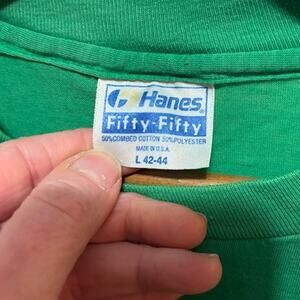 Hanes
Fifty-Fifty
50% COMBED COTTON 50% POLYESTER
MADE IN U.S.A.
L 42-44